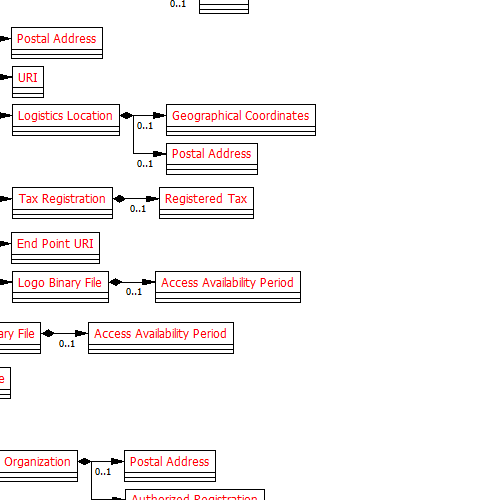 0..1
Postal Address
URI
Logistics Location
Geographical Coordinates
0..1
Postal Address
0..1
Tax Registration
Registered Tax
0..1
End Point URI
Logo Binary File
Access Availability Period
0..1
ary File
Access Availability Period
0..1
e
Organization
Postal Address
0..1
Authorized Registration